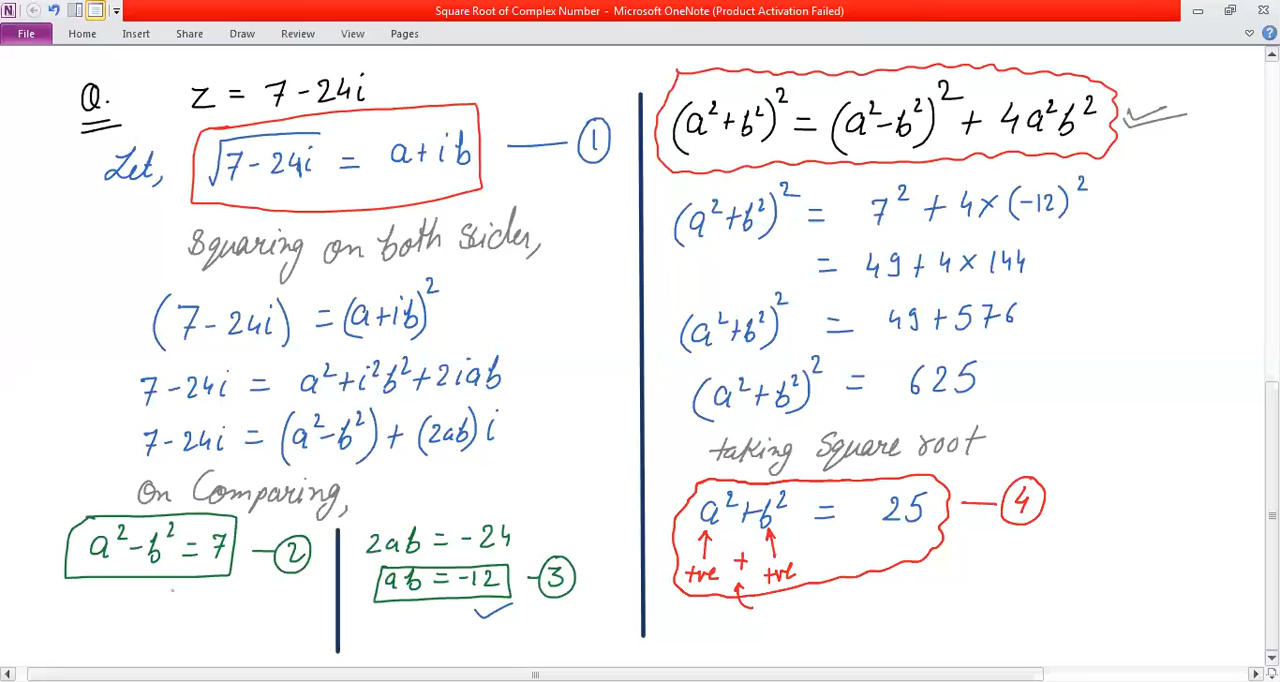 Square Root of Complex Number - Microsoft OneNote (Product Activation Failed)
File Home Insert Share Draw Review View Pages
Q. z = 7-24i
Let, √7-24i = a+ib — ①
Squaring on both sides,
(7-24i) = (a+ib)²
7-24i = a²+i²b²+2iab
7-24i = (a²-b²)+(2ab)i
On Comparing,
a²-b² = 7 — ②
2ab = -24
ab = -12 — ③
(a²+b²)² = (a²-b²)² + 4a²b²
(a²+b²)² = 7² + 4×(-12)²
= 49 + 4×144
(a²+b²)² = 49+576
(a²+b²)² = 625
taking Square root
a²+b² = 25 — ④
+ve + +ve